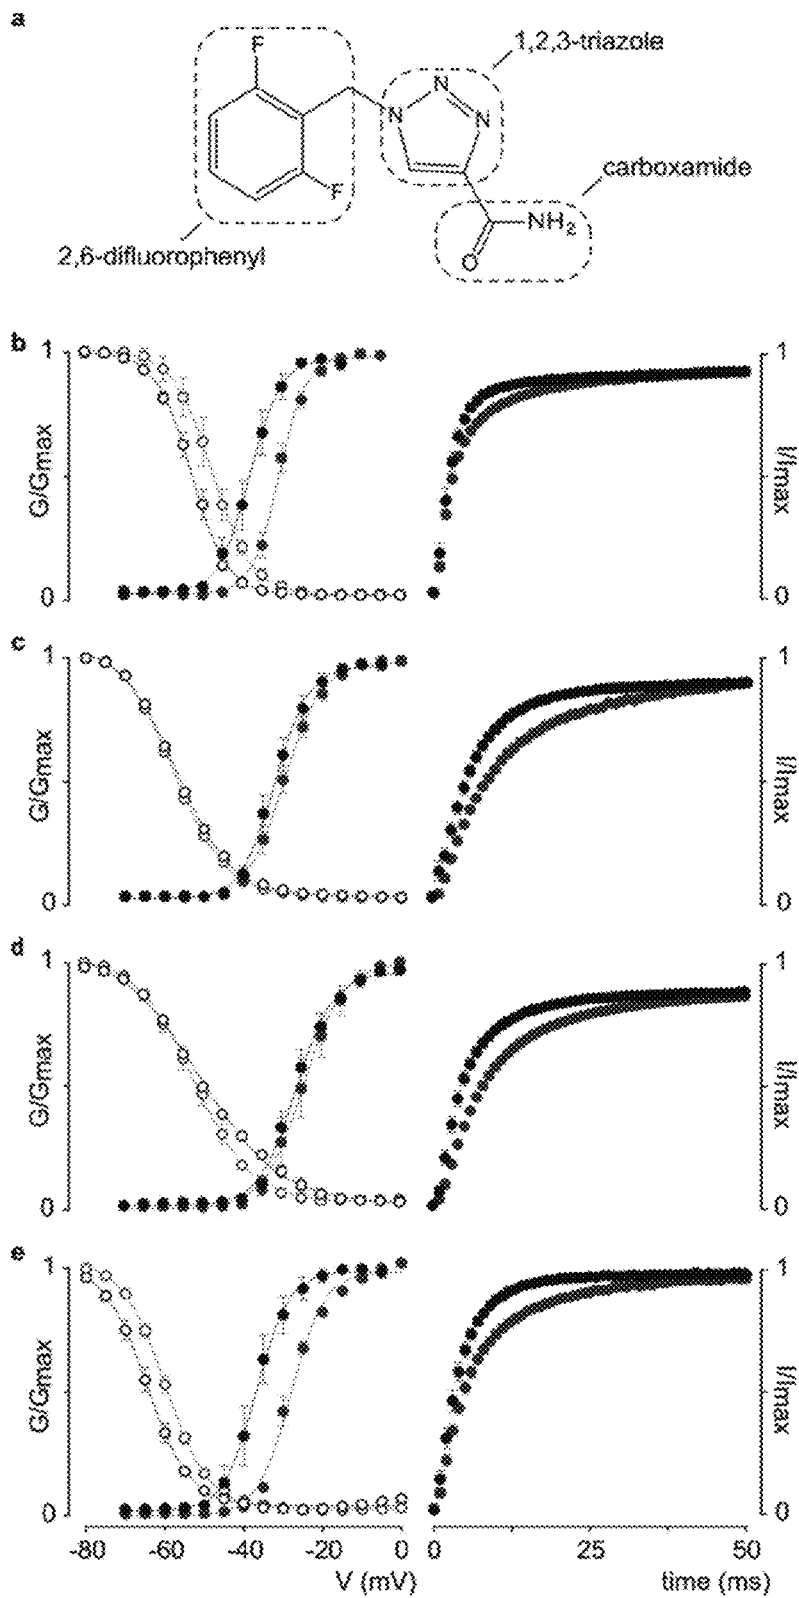 a
F
F
N
N
N
1,2,3-triazole
carboxamide
NH2
O
2,6-difluorophenyl
b
1
G/Gmax
0
1
I/Imax
0
c
1
G/Gmax
0
1
I/Imax
0
d
1
G/Gmax
0
1
I/Imax
0
e
1
G/Gmax
0
1
I/Imax
0
-80 -60 -40 -20 0
V (mV)
0 25 50
time (ms)